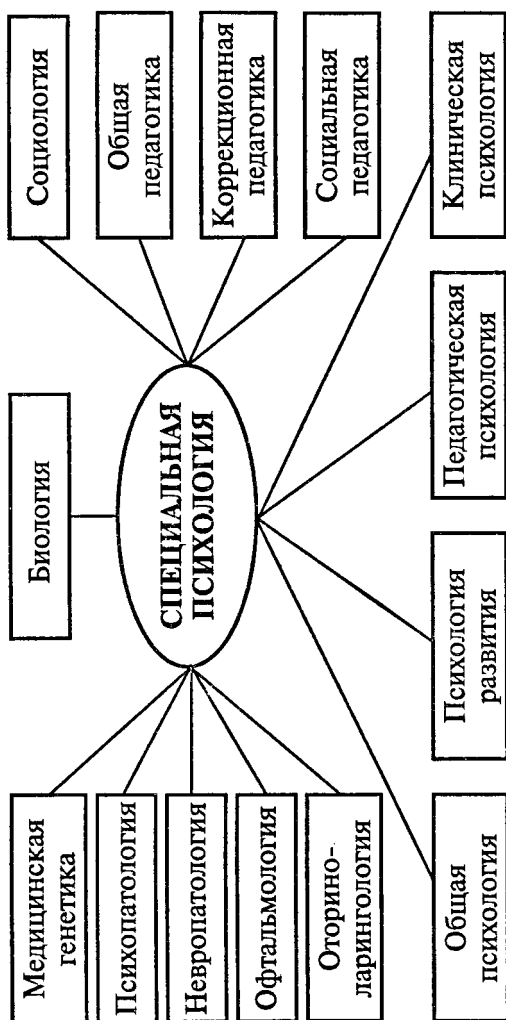 Медицинская
генетика
Психопатология
Невропатология
Офтальмология
Оторино-
ларингология
Биология
СПЕЦИАЛЬНАЯ
ПСИХОЛОГИЯ
Социология
Общая
педагогика
Коррекционная
педагогика
Социальная
педагогика
Общая
психология
Психология
развития
Педагогическая
психология
Клиническая
психология